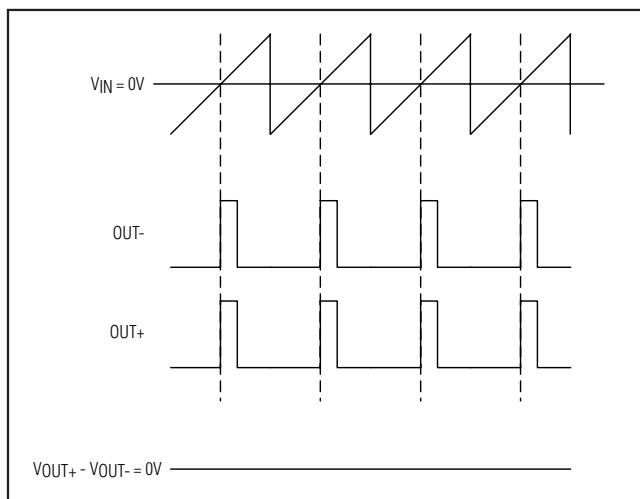 VIN = 0V
OUT-
OUT+
VOUT+ - VOUT- = 0V